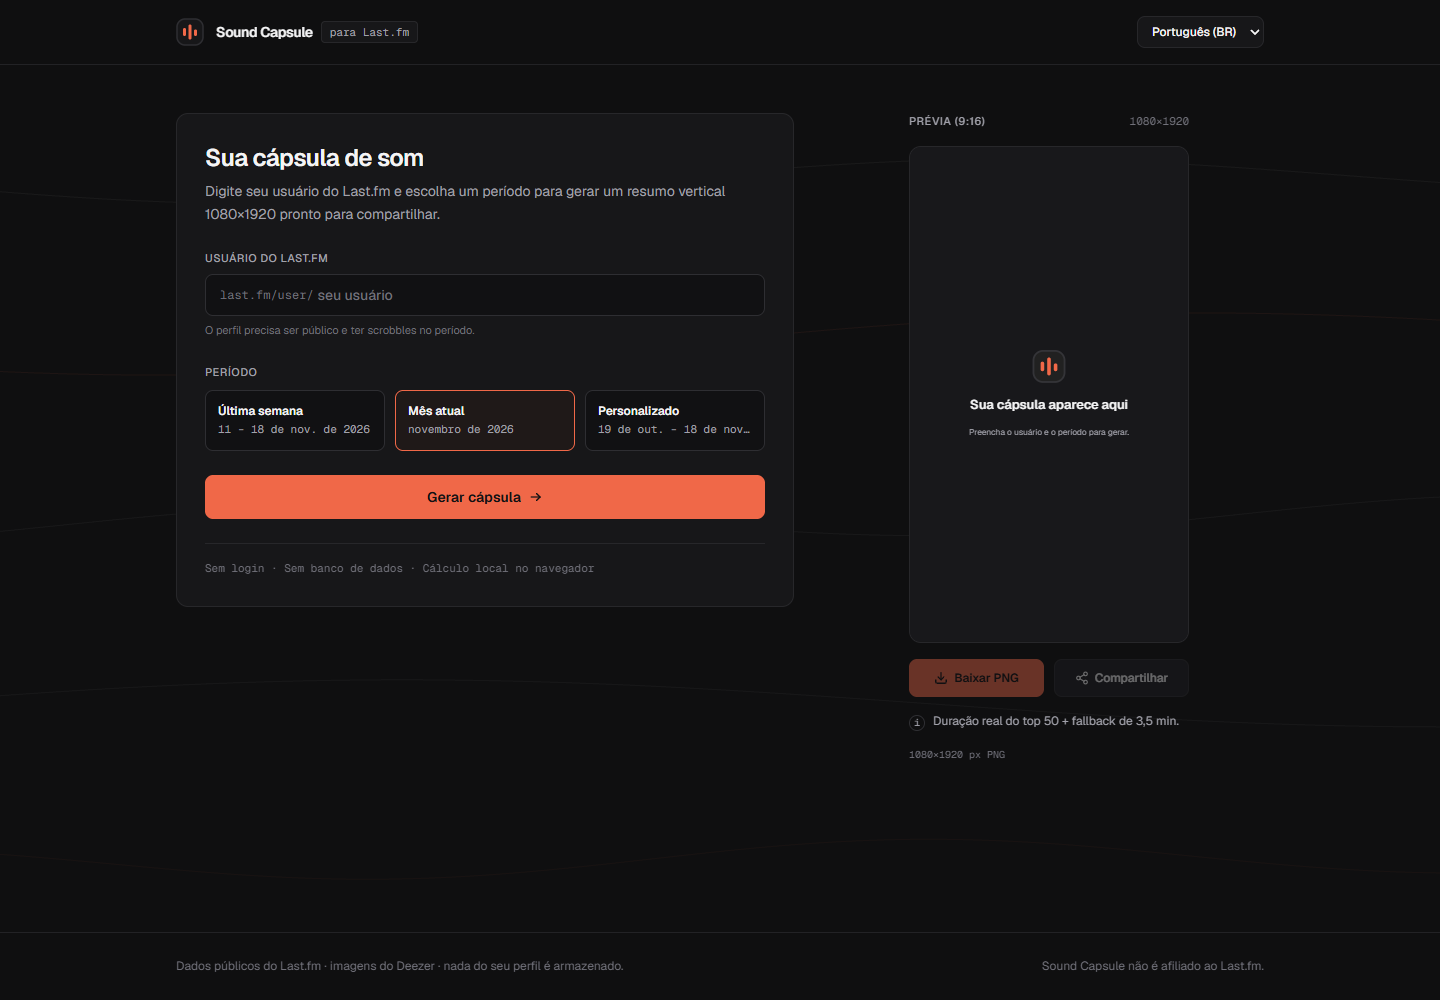 Sound Capsule para Last.fm
Português (BR)
Sua cápsula de som
Digite seu usuário do Last.fm e escolha um período para gerar um resumo vertical
1080×1920 pronto para compartilhar.
USUÁRIO DO LAST.FM
last.fm/user/ seu usuário
O perfil precisa ser público e ter scrobbles no período.
PERÍODO
Última semana
11 – 18 de nov. de 2026
Mês atual
novembro de 2026
Personalizado
19 de out. – 18 de nov…
Gerar cápsula →
Sem login · Sem banco de dados · Cálculo local no navegador
PRÉVIA (9:16)
1080×1920
Sua cápsula aparece aqui
Preencha o usuário e o período para gerar.
Baixar PNG
Compartilhar
i Duração real do top 50 + fallback de 3,5 min.
1080×1920 px PNG
Dados públicos do Last.fm · imagens do Deezer · nada do seu perfil é armazenado.
Sound Capsule não é afiliado ao Last.fm.